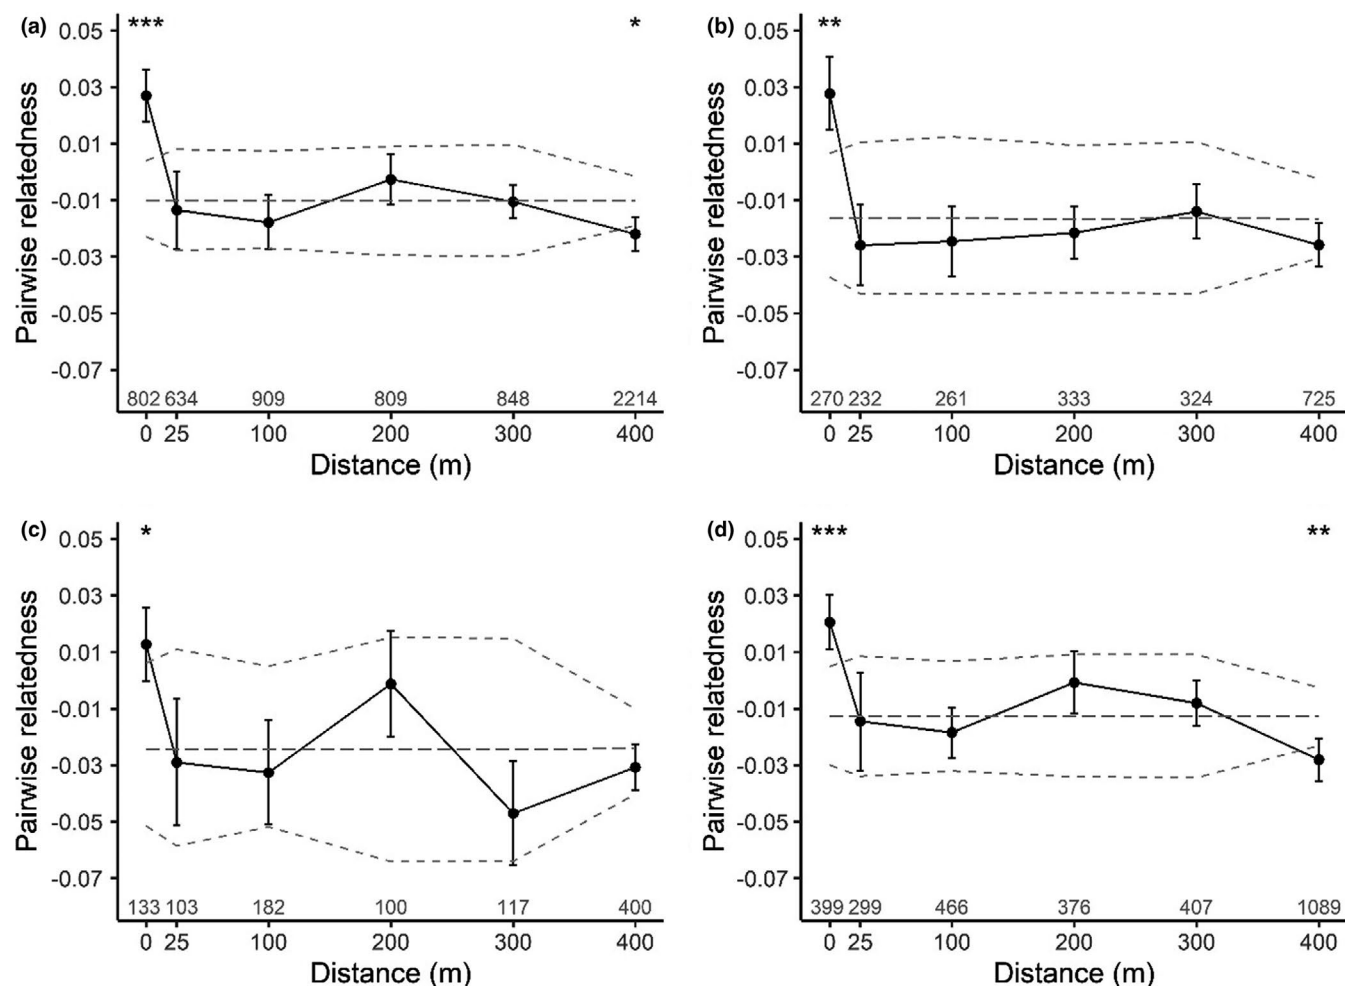 (a)
*** *
Pairwise relatedness
0.05
0.03
0.01
-0.01
-0.03
-0.05
-0.07
802 634 909 809 848 2214
0 25 100 200 300 400
Distance (m)
(b)
**
Pairwise relatedness
0.05
0.03
0.01
-0.01
-0.03
-0.05
-0.07
270 232 261 333 324 725
0 25 100 200 300 400
Distance (m)
(c)
*
Pairwise relatedness
0.05
0.03
0.01
-0.01
-0.03
-0.05
-0.07
133 103 182 100 117 400
0 25 100 200 300 400
Distance (m)
(d)
*** **
Pairwise relatedness
0.05
0.03
0.01
-0.01
-0.03
-0.05
-0.07
399 299 466 376 407 1089
0 25 100 200 300 400
Distance (m)